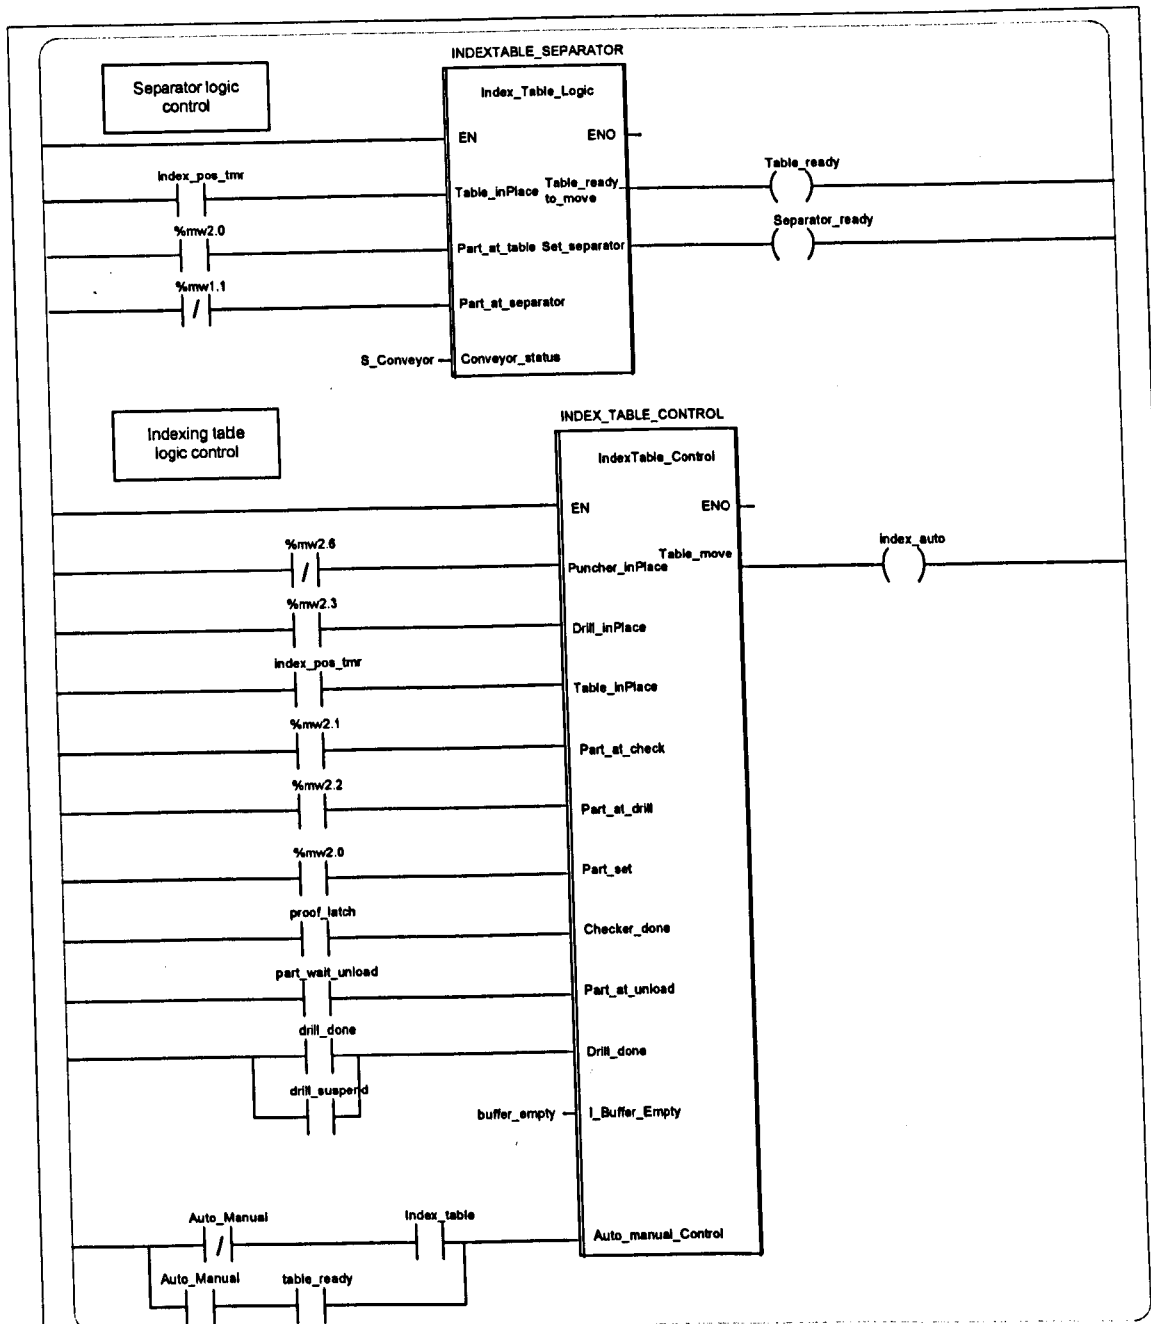 INDEXTABLE_SEPARATOR
Separator logic
control
Index_Table_Logic
EN
ENO
index_pos_tmr
Table_inPlace
Table_ready
to_move
Table_ready
%mw2.0
Part_at_table
Set_separator
Separator_ready
%mw1.1
Part_at_separator
S_Conveyor
Conveyor_status
INDEX_TABLE_CONTROL
Indexing table
logic control
IndexTable_Control
EN
ENO
%mw2.6
Puncher_inPlace
Table_move
index_auto
%mw2.3
Drill_inPlace
index_pos_tmr
Table_inPlace
%mw2.1
Part_at_check
%mw2.2
Part_at_drill
%mw2.0
Part_set
proof_latch
Checker_done
part_wait_unload
Part_at_unload
drill_done
Drill_done
drill_suspend
buffer_empty
I_Buffer_Empty
Auto_Manual
Index_table
Auto_manual_Control
Auto_Manual
table_ready